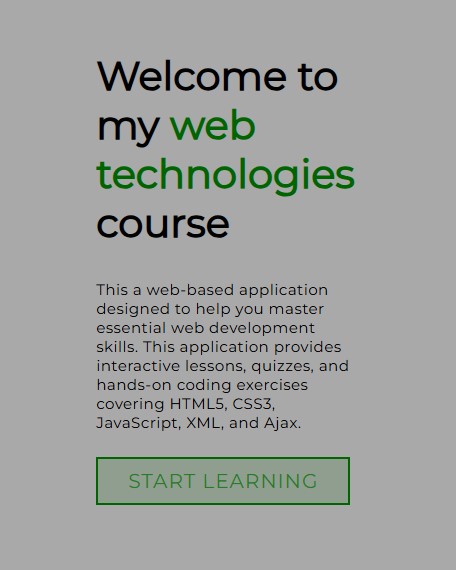 Welcome to
my web
technologies
course
This a web-based application
designed to help you master
essential web development
skills. This application provides
interactive lessons, quizzes, and
hands-on coding exercises
covering HTML5, CSS3,
JavaScript, XML, and Ajax.
START LEARNING